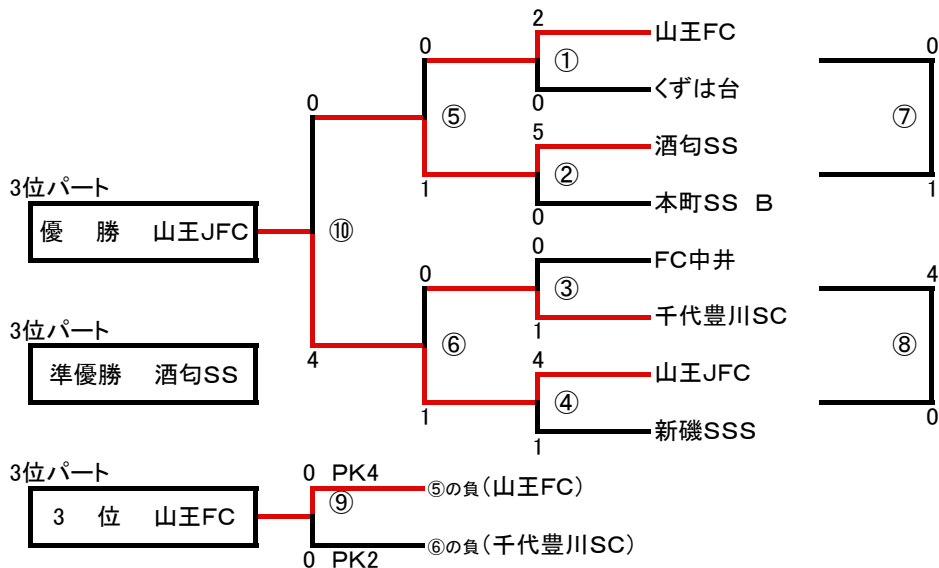 2
山王FC
0
0
①
くずは台
0
0
⑤
5
⑦
酒匂SS
②
1
1
3位パート
本町SS B
0
優 勝 山王JFC
⑩
0
FC中井
0
4
③
千代豊川SC
1
3位パート
⑥
⑧
4
4
山王JFC
準優勝 酒匂SS
④
1
0
新磯SSS
1
3位パート
0 PK4
⑤の負(山王FC)
⑨
3 位 山王FC
⑥の負(千代豊川SC)
0 PK2